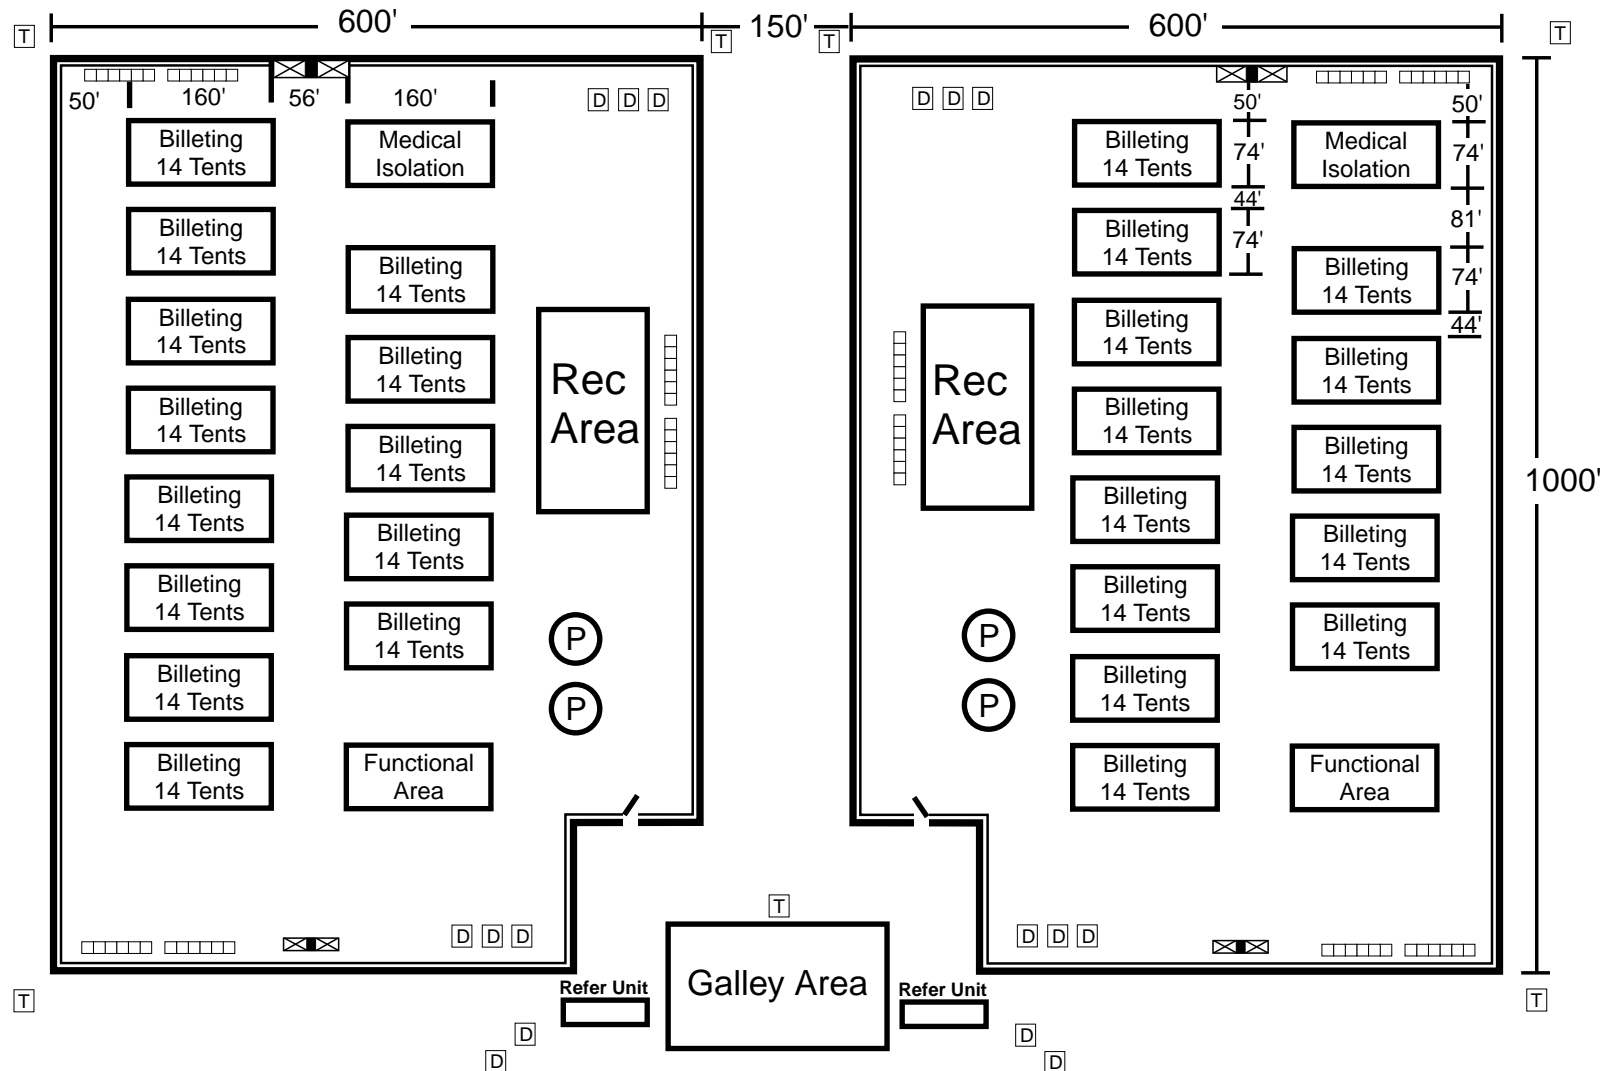 T
600'
T
150'
T
600'
T
50'
160'
56'
160'
D D D
D D D
50'
50'
Billeting
14 Tents
Medical
Isolation
Billeting
14 Tents
74'
Medical
Isolation
74'
44'
Billeting
14 Tents
Billeting
14 Tents
74'
81'
Billeting
14 Tents
Billeting
14 Tents
74'
44'
Billeting
14 Tents
Billeting
14 Tents
Billeting
14 Tents
Billeting
14 Tents
Rec
Area
Rec
Area
Billeting
14 Tents
Billeting
14 Tents
Billeting
14 Tents
Billeting
14 Tents
1000'
Billeting
14 Tents
Billeting
14 Tents
Billeting
14 Tents
Billeting
14 Tents
Billeting
14 Tents
Billeting
14 Tents
Billeting
14 Tents
Billeting
14 Tents
P
P
P
P
Billeting
14 Tents
Billeting
14 Tents
Billeting
14 Tents
Functional
Area
Billeting
14 Tents
Functional
Area
T
D D D
D D D
Galley Area
Refer Unit
Refer Unit
T
T
D
D
D
D